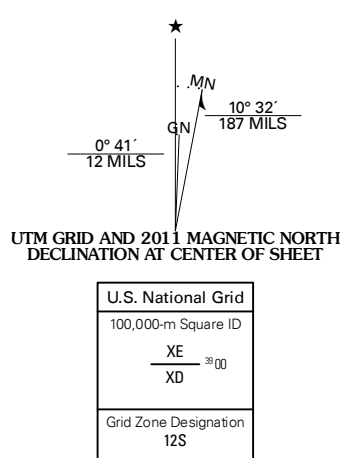 ★
MN
10° 32´
187 MILS
GN
0° 41´
12 MILS
UTM GRID AND 2011 MAGNETIC NORTH
DECLINATION AT CENTER OF SHEET
U.S. National Grid
100,000-m Square ID
XE
3900
XD
Grid Zone Designation
12S